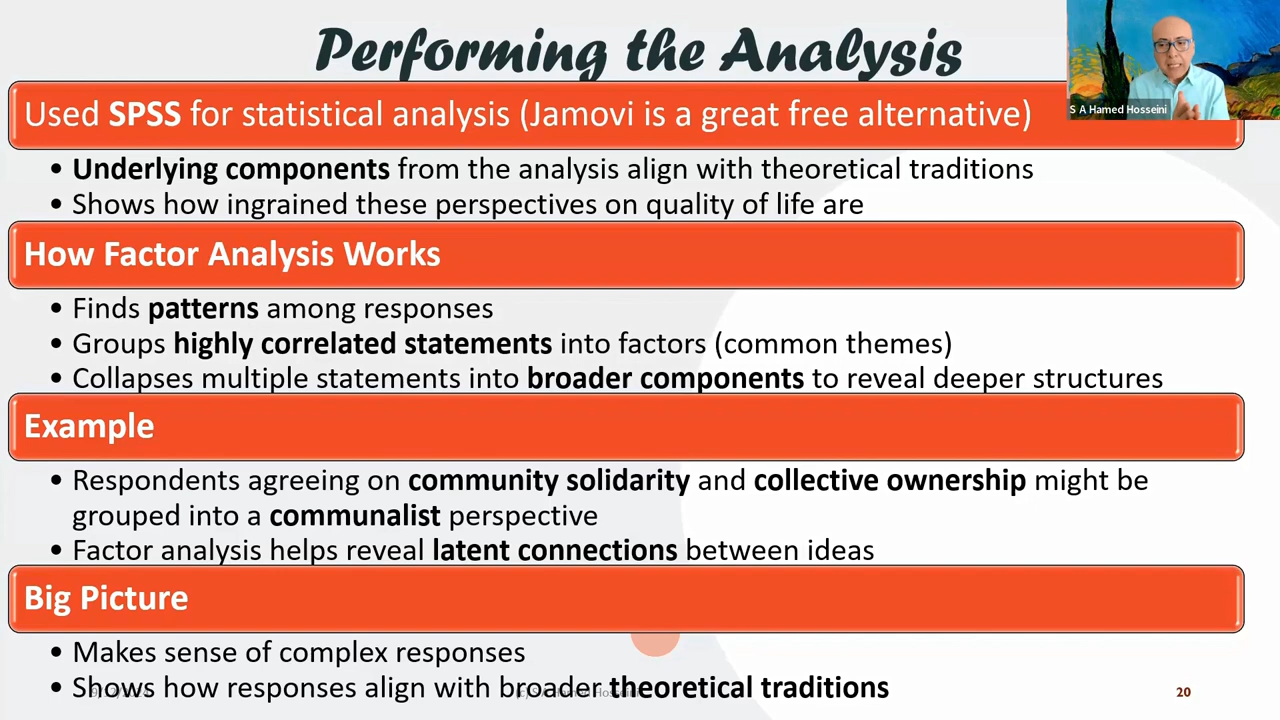 Performing the Analysis
S A Hamed Hosseini
Used SPSS for statistical analysis (Jamovi is a great free alternative)
• Underlying components from the analysis align with theoretical traditions
• Shows how ingrained these perspectives on quality of life are
How Factor Analysis Works
• Finds patterns among responses
• Groups highly correlated statements into factors (common themes)
• Collapses multiple statements into broader components to reveal deeper structures
Example
• Respondents agreeing on community solidarity and collective ownership might be
grouped into a communalist perspective
• Factor analysis helps reveal latent connections between ideas
Big Picture
• Makes sense of complex responses
• Shows how responses align with broader theoretical traditions
20